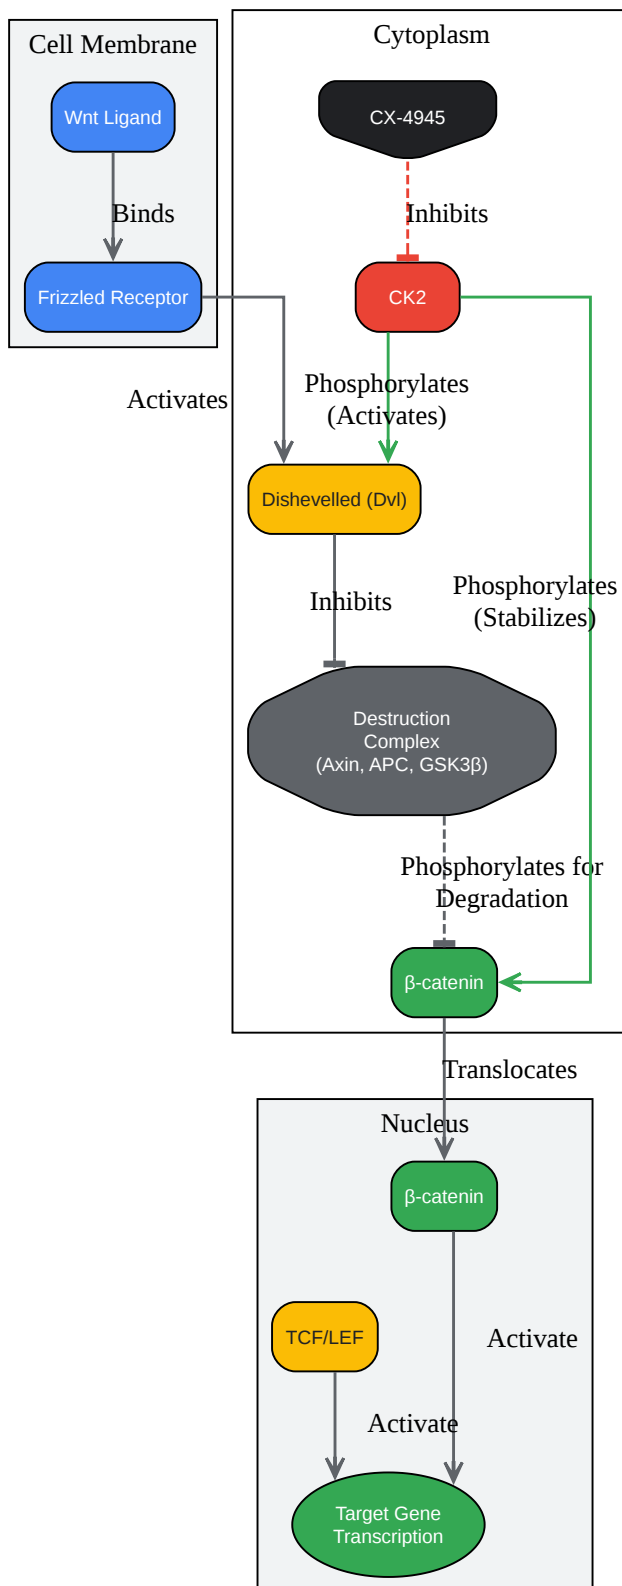 Cell Membrane
Wnt Ligand
Binds
Frizzled Receptor
Activates
Cytoplasm
CX-4945
Inhibits
CK2
Phosphorylates
(Activates)
Dishevelled (Dvl)
Inhibits
Phosphorylates
(Stabilizes)
Destruction
Complex
(Axin, APC, GSK3β)
Phosphorylates for
Degradation
β-catenin
Translocates
Nucleus
β-catenin
TCF/LEF
Activate
Activate
Target Gene
Transcription